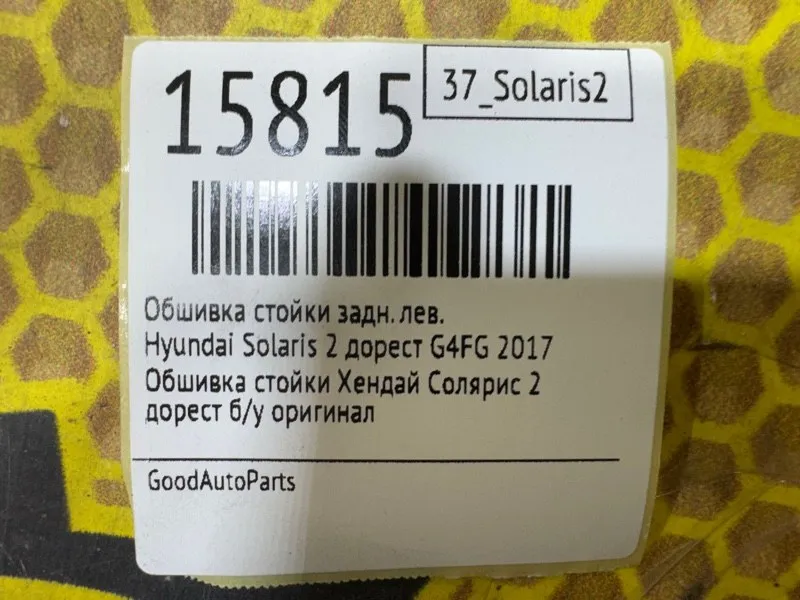 15815
37_Solaris2
Обшивка стойки задн. лев.
Hyundai Solaris 2 дорест G4FG 2017
Обшивка стойки Хендай Солярис 2
дорест б/у оригинал
GoodAutoParts